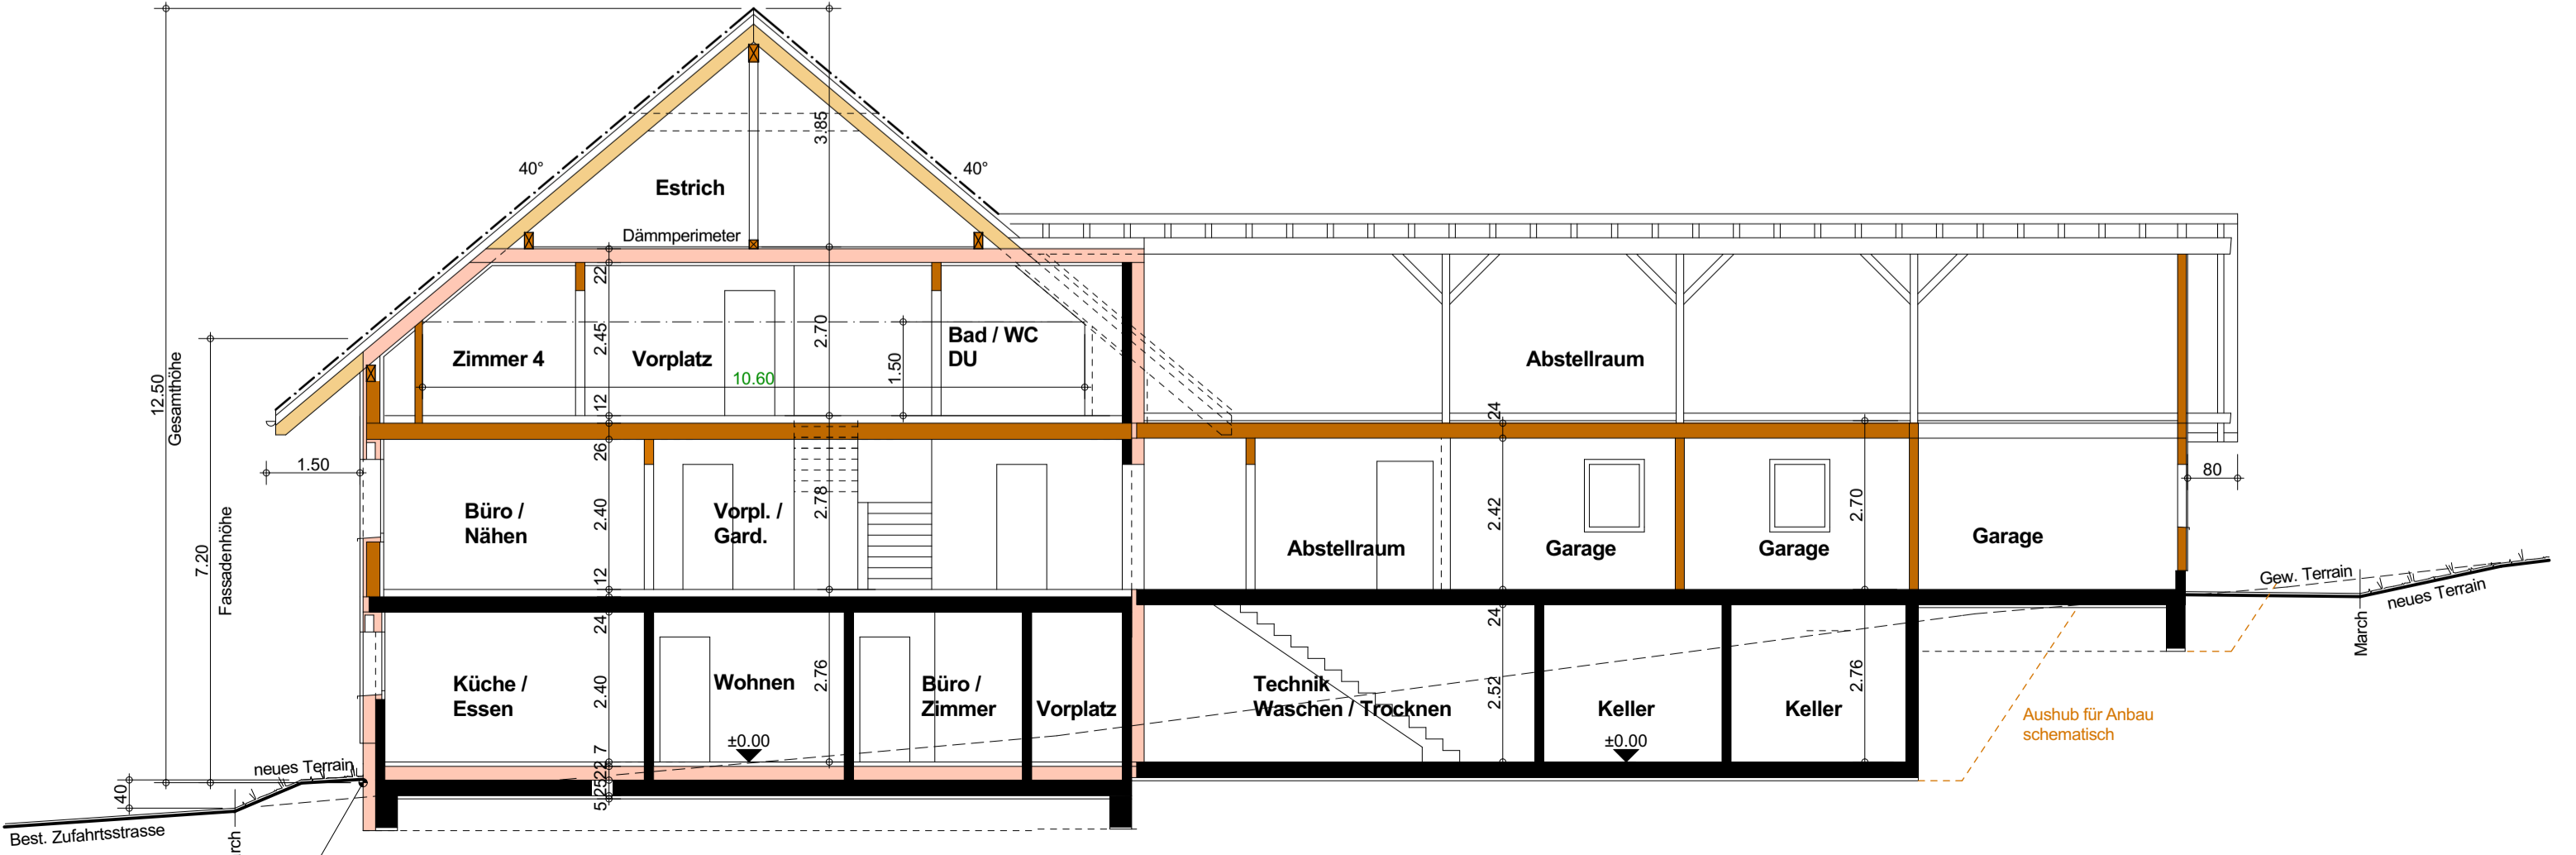 3.85
40°
40°
Estrich
Dämmperimeter
22
2.45
2.70
1.50
Bad / WC
DU
Zimmer 4
Vorplatz
10.60
Abstellraum
12.50
Gesamthöhe
12
24
26
1.50
80
7.20
Fassadenhöhe
Büro /
Nähen
2.40
Vorpl. /
Gard.
2.78
Abstellraum
2.42
Garage
Garage
2.70
Garage
12
Gew. Terrain
neues Terrain
March
24
24
Küche /
Essen
2.40
Wohnen
2.76
Büro /
Zimmer
Vorplatz
Technik
Waschen / Trocknen
2.52
Keller
Keller
2.76
±0.00
±0.00
Aushub für Anbau
schematisch
neues Terrain
7
22
25
5
40
Best. Zufahrtsstrasse
rch